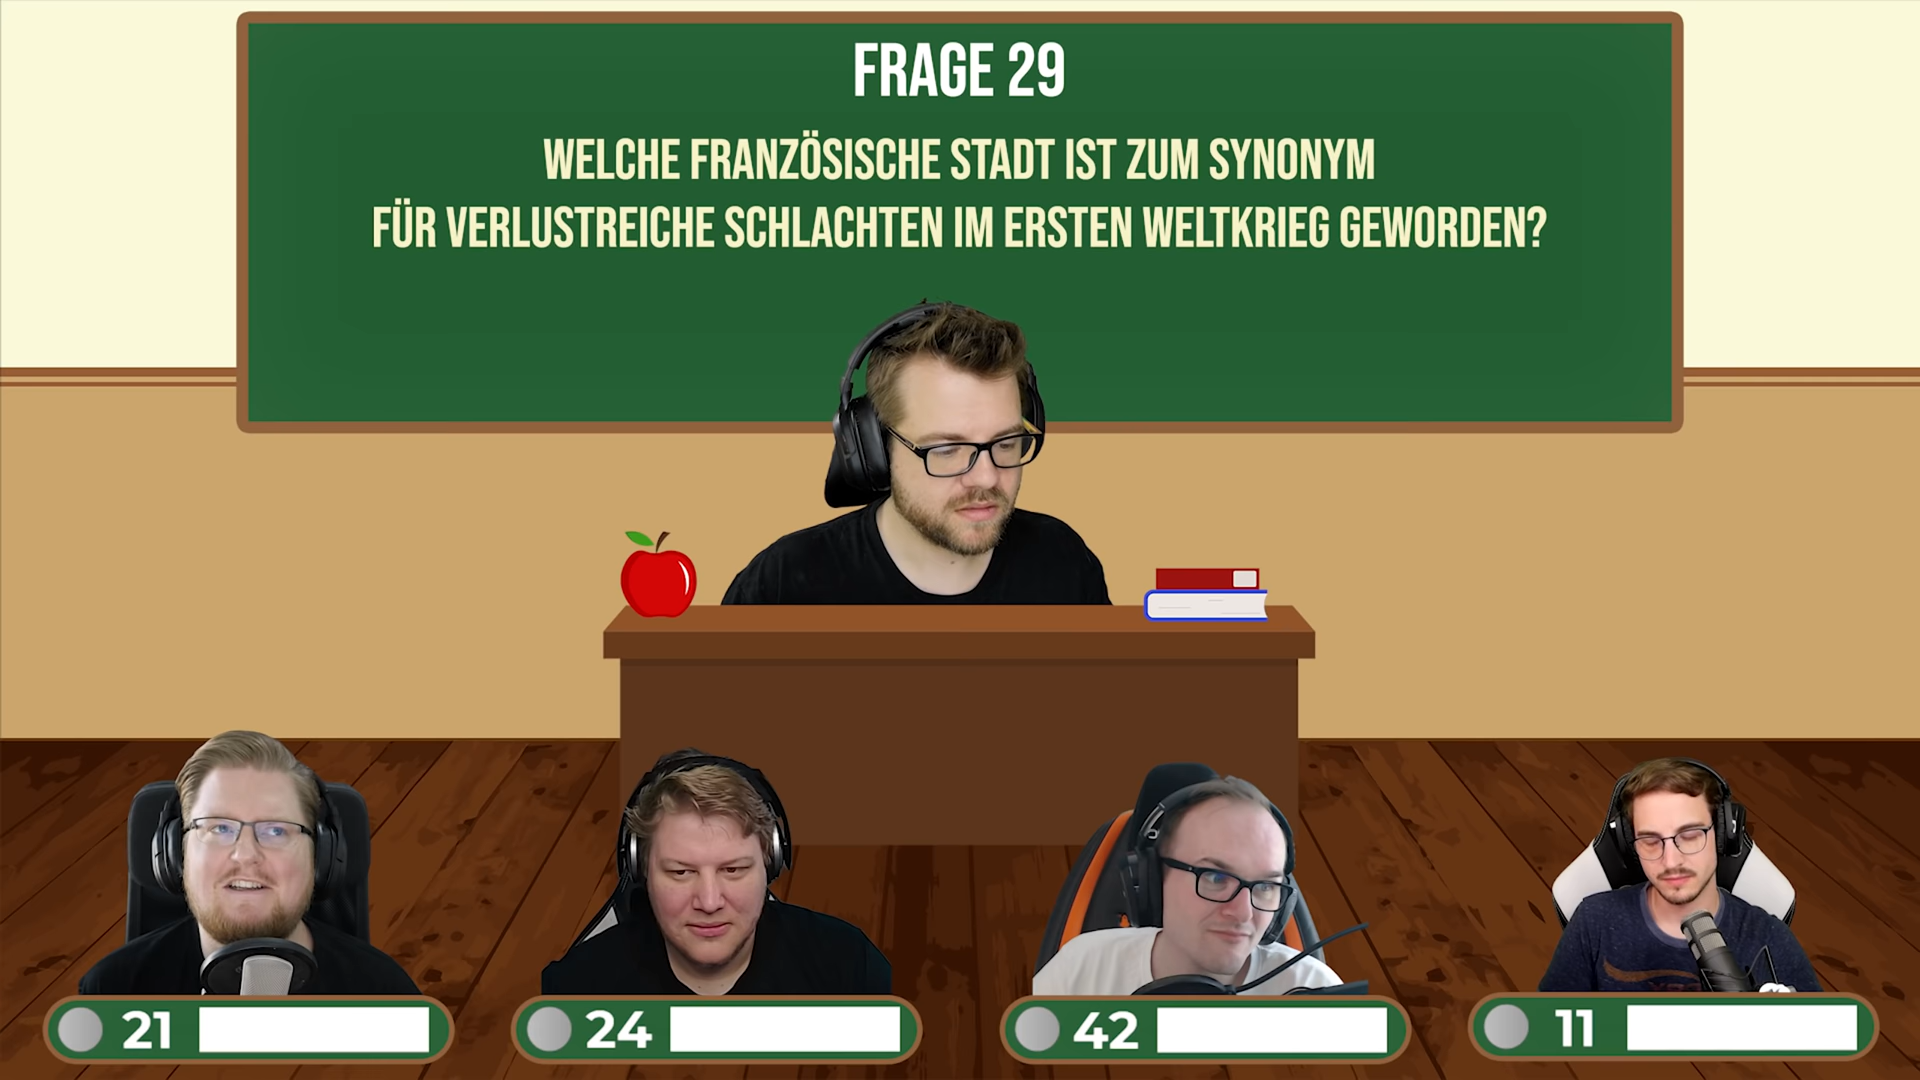 FRAGE 29
WELCHE FRANZÖSISCHE STADT IST ZUM SYNONYM
FÜR VERLUSTREICHE SCHLACHTEN IM ERSTEN WELTKRIEG GEWORDEN?
21
24
42
11